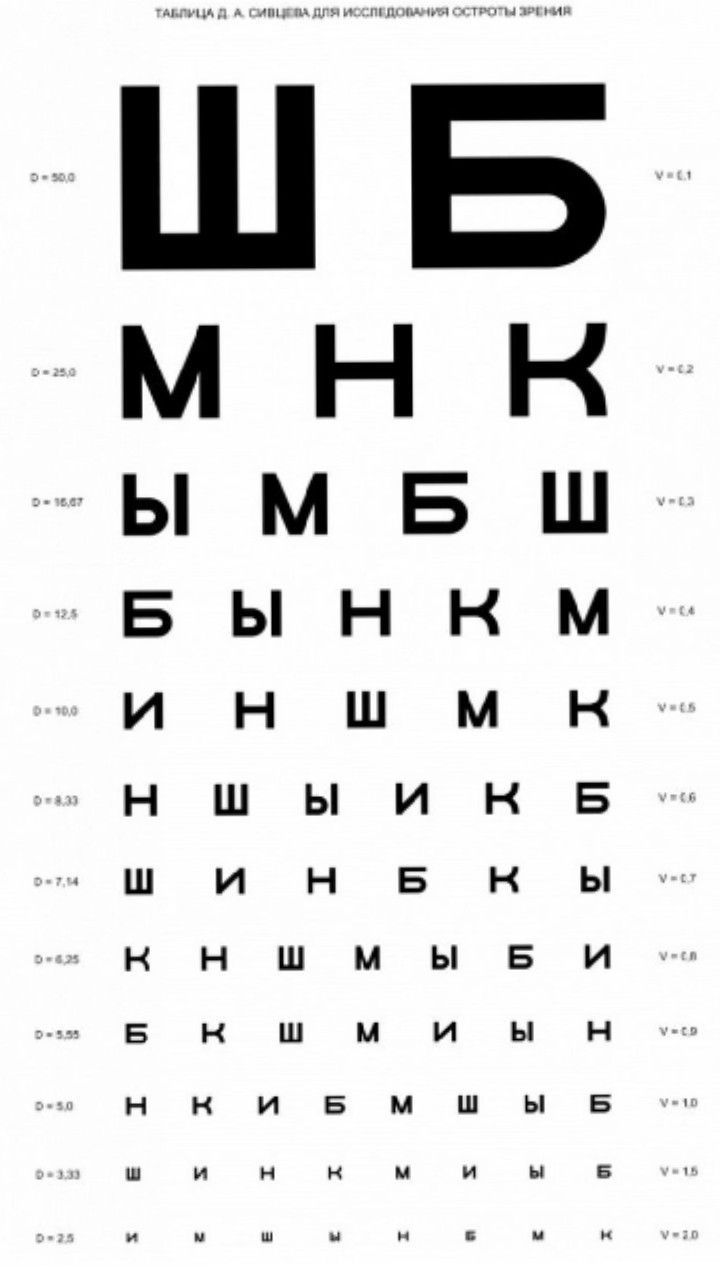 ТАБЛИЦА Д. А. СИВЦЕВА ДЛЯ ИССЛЕДОВАНИЯ ОСТРОТЫ ЗРЕНИЯ
D = 50,0 Ш Б V = 0,1
D = 25,0 М Н К V = 0,2
D = 16,67 Ы М Б Ш V = 0,3
D = 12,5 Б Ы Н К М V = 0,4
D = 10,0 И Н Ш М К V = 0,5
D = 8,33 Н Ш Ы И К Б V = 0,6
D = 7,14 Ш И Н Б К Ы V = 0,7
D = 6,25 К Н Ш М Ы Б И V = 0,8
D = 5,55 Б К Ш М И Ы Н V = 0,9
D = 5,0 Н К И Б М Ш Ы Б V = 1,0
D = 3,33 Ш И Н К М И Ы Б V = 1,5
D = 2,5 И М Ш Ы Н Б М К V = 2,0